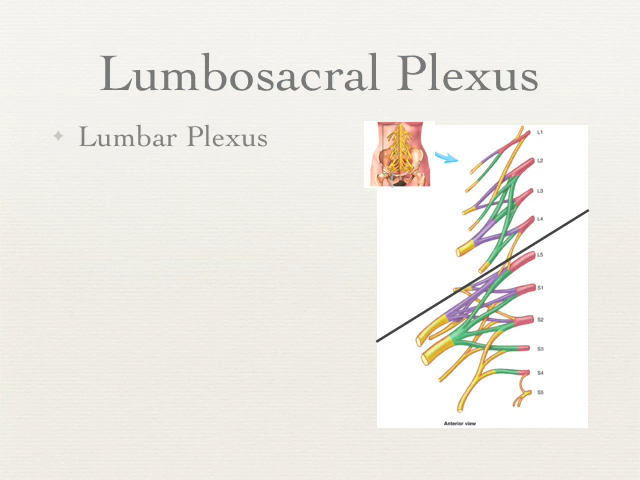 Lumbosacral Plexus
Lumbar Plexus
L1
L2
L3
L4
L5
S1
S2
S3
S4
S5
Anterior view